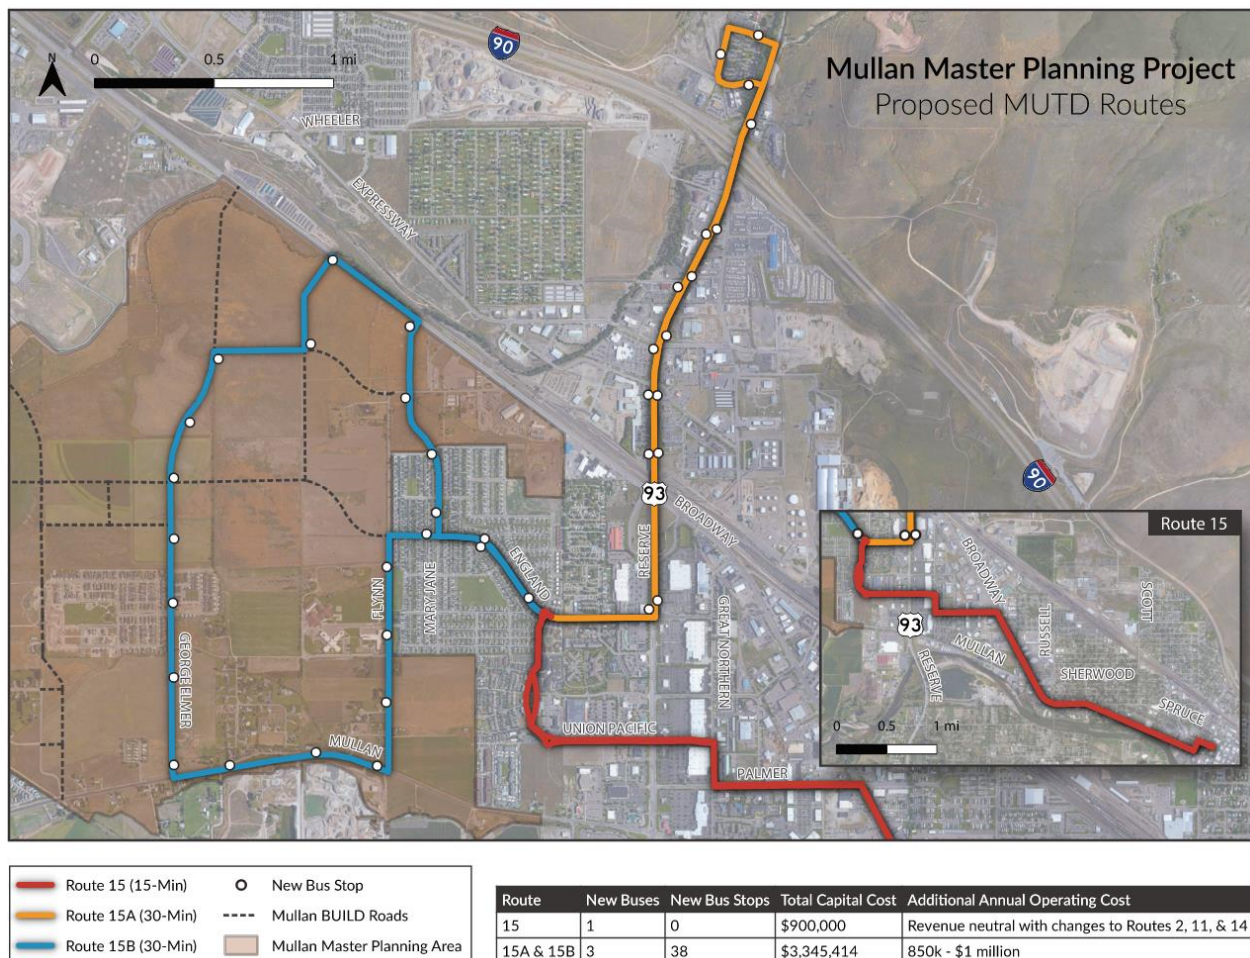 Mullan Master Planning Project
Proposed MUTD Routes
N
0 0.5 1 mi
90
WHEELER
EXPRESSWAY
90
93
BROADWAY
RESERVE
ENGLAND
FLYNN
MARY JANE
GREAT NORTHERN
GEORGE ELMER
MULLAN
UNION PACIFIC
PALMER
Route 15
BROADWAY
SCOTT
RUSSELL
93
MULLAN
RESERVE
SHERWOOD
SPRUCE
0 0.5 1 mi
Route 15 (15-Min)
Route 15A (30-Min)
Route 15B (30-Min)
New Bus Stop
Mullan BUILD Roads
Mullan Master Planning Area
Route New Buses New Bus Stops Total Capital Cost Additional Annual Operating Cost
15 1 0 $900,000 Revenue neutral with changes to Routes 2, 11, & 14
15A & 15B 3 38 $3,345,414 850k - $1 million